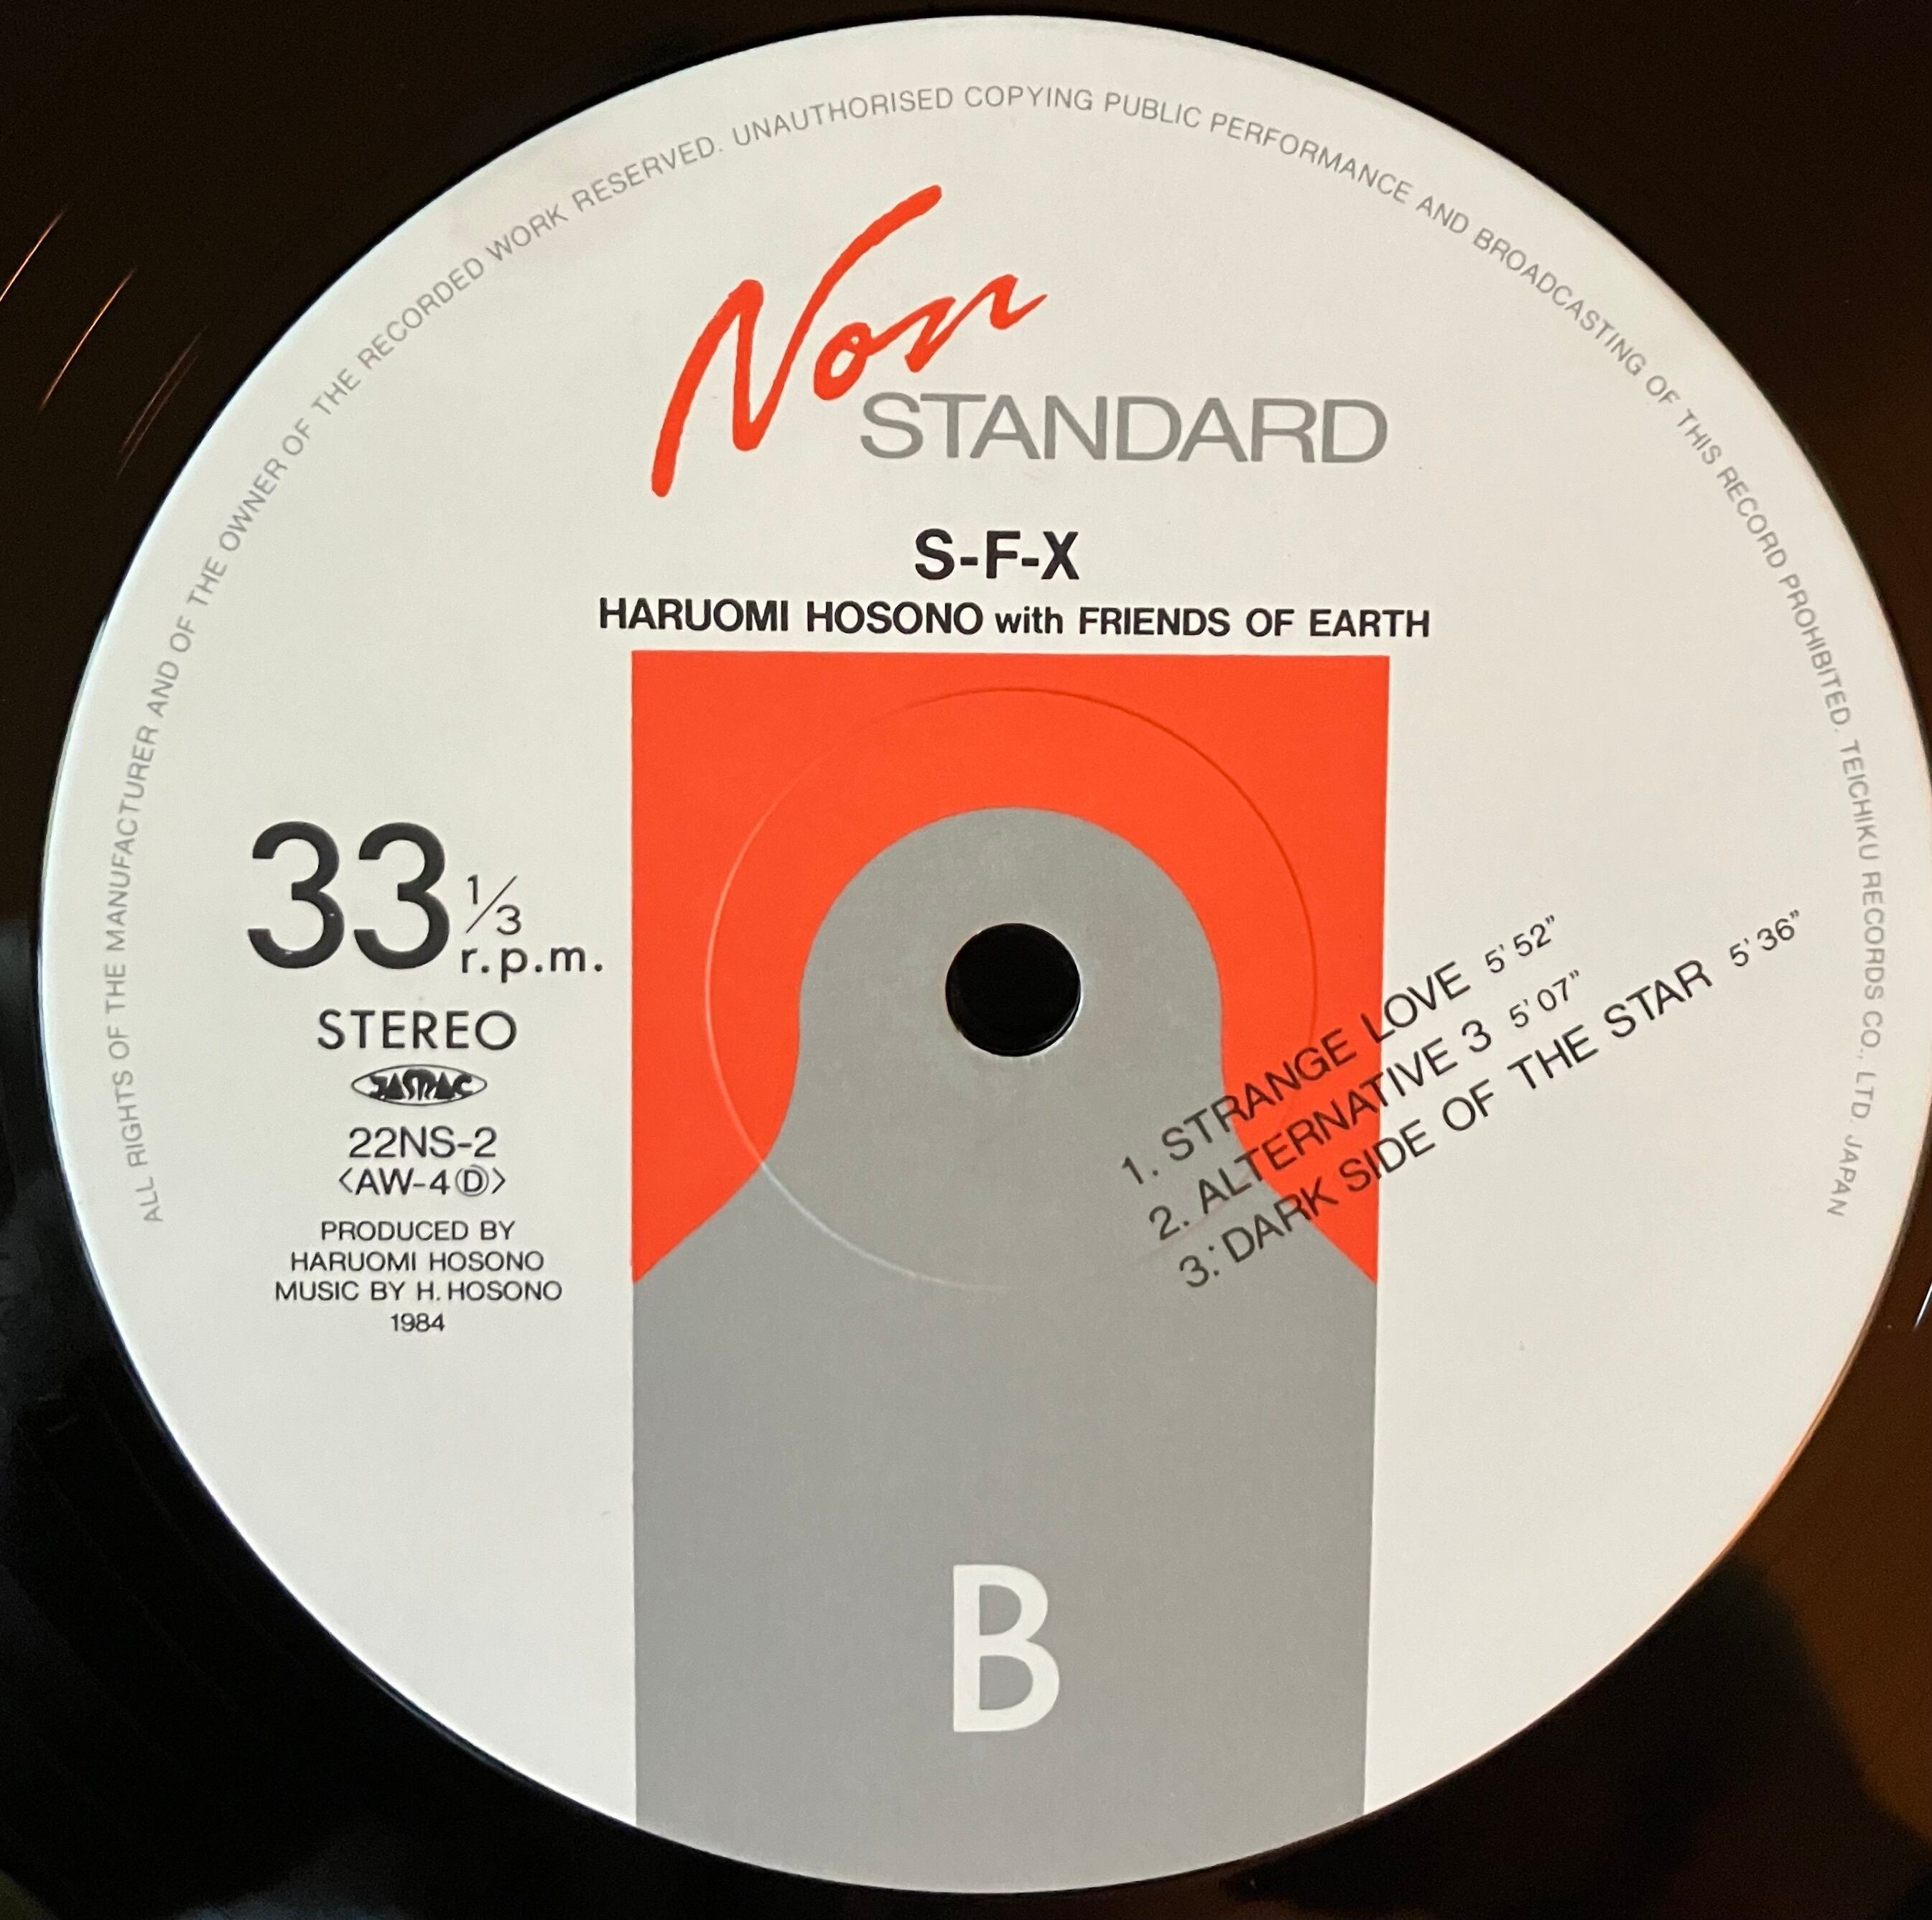 ALL RIGHTS OF THE MANUFACTURER AND OF THE OWNER OF THE RECORDED WORK RESERVED. UNAUTHORISED COPYING PUBLIC PERFORMANCE AND BROADCASTING OF THIS RECORD PROHIBITED. TEICHIKU RECORDS CO., LTD. JAPAN
Non
STANDARD
S-F-X
HARUOMI HOSONO with FRIENDS OF EARTH
33 1/3
r.p.m.
STEREO
JASRAC
22NS-2
<AW-4Ⓓ>
PRODUCED BY
HARUOMI HOSONO
MUSIC BY H. HOSONO
1984
1. STRANGE LOVE 5' 52"
2. ALTERNATIVE 3 5' 07"
3. DARK SIDE OF THE STAR 5' 36"
B